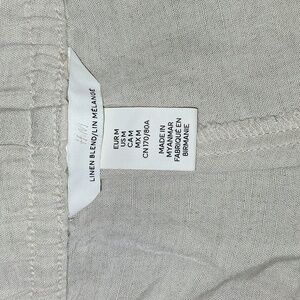 H&M
LINEN BLEND/LIN MÉLANGÉ
EUR M
US M
CA M
MX M
CN 170/80A
MADE IN
MYANMAR
FABRIQUÉ EN
BIRMANIE